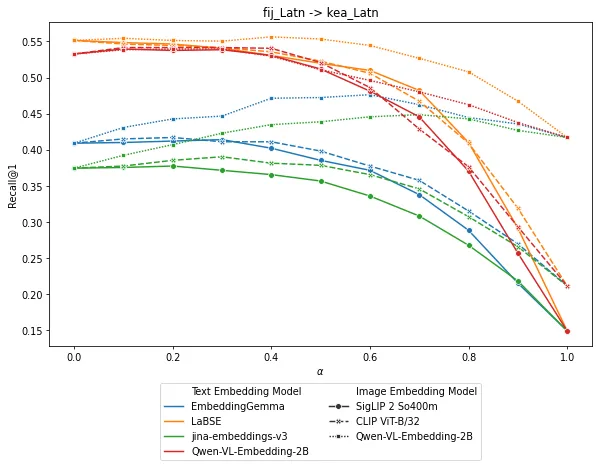 fij_Latn -> kea_Latn
Recall@1
0.55
0.50
0.45
0.40
0.35
0.30
0.25
0.20
0.15
0.0 0.2 0.4 0.6 0.8 1.0
α
Text Embedding Model Image Embedding Model
EmbeddingGemma SigLIP 2 So400m
LaBSE CLIP ViT-B/32
jina-embeddings-v3 Qwen-VL-Embedding-2B
Qwen-VL-Embedding-2B